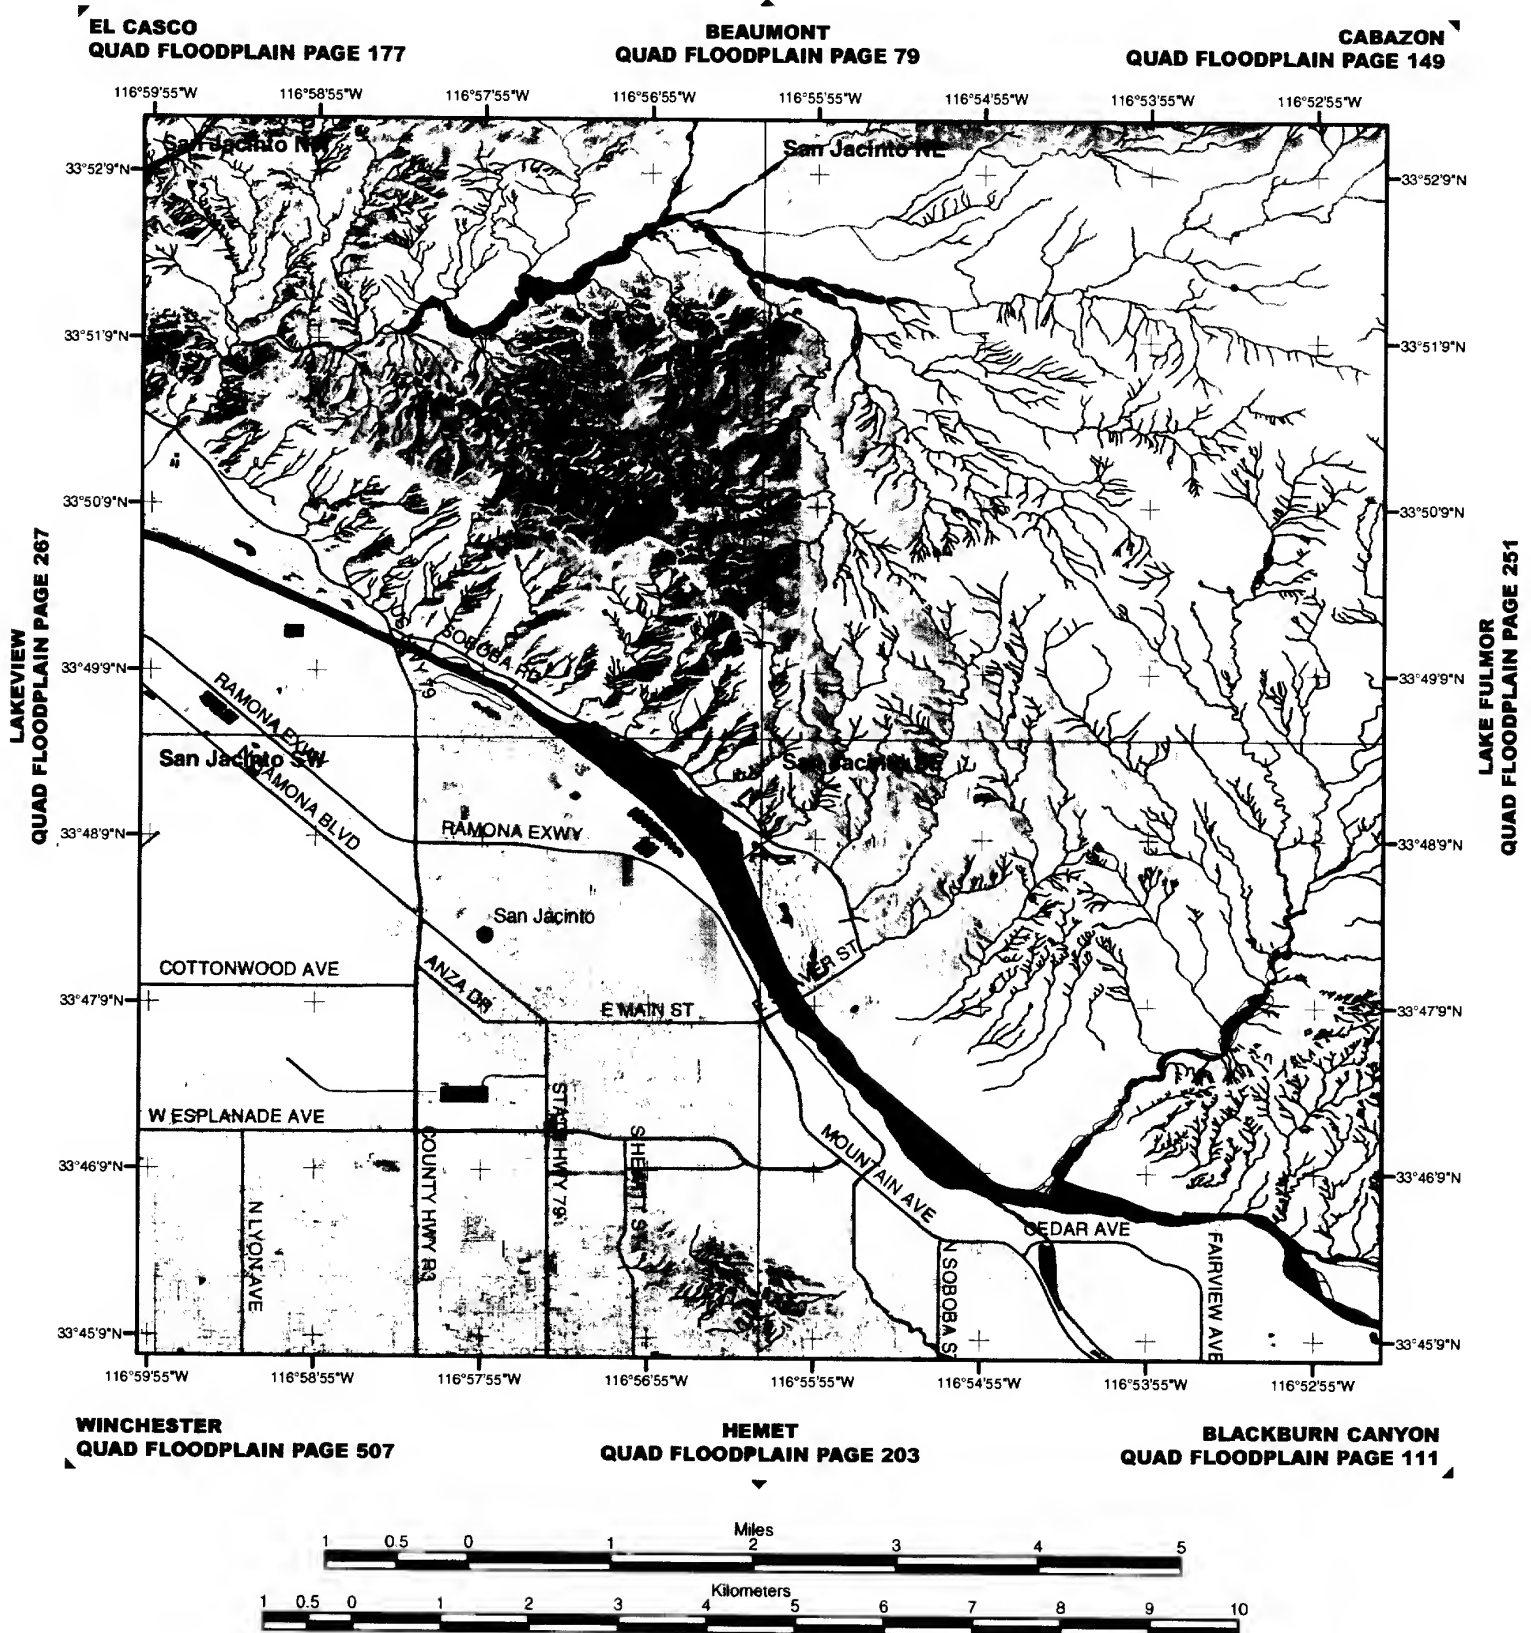 EL CASCO
QUAD FLOODPLAIN PAGE 177
BEAUMONT
QUAD FLOODPLAIN PAGE 79
CABAZON
QUAD FLOODPLAIN PAGE 149
116°59'55"W 116°58'55"W 116°57'55"W 116°56'55"W 116°55'55"W 116°54'55"W 116°53'55"W 116°52'55"W
San Jacinto NW
San Jacinto NE
33°52'9"N
33°52'9"N
33°51'9"N
33°51'9"N
33°50'9"N
33°50'9"N
LAKEVIEW
QUAD FLOODPLAIN PAGE 267
LAKE FULMOR
QUAD FLOODPLAIN PAGE 251
SOBOBA RD
33°49'9"N
33°49'9"N
RAMONA EXWY
San Jacinto SW
San Jacinto SE
N RAMONA BLVD
RAMONA EXWY
33°48'9"N
33°48'9"N
San Jacinto
COTTONWOOD AVE
ANZA DR
E MAIN ST
33°47'9"N
33°47'9"N
W ESPLANADE AVE
COUNTY HWY R3
STATE HWY 79
MOUNTAIN AVE
33°46'9"N
33°46'9"N
N LYON AVE
CEDAR AVE
N SOBOBA S
FAIRVIEW AVE
33°45'9"N
33°45'9"N
116°59'55"W 116°58'55"W 116°57'55"W 116°56'55"W 116°55'55"W 116°54'55"W 116°53'55"W 116°52'55"W
WINCHESTER
QUAD FLOODPLAIN PAGE 507
HEMET
QUAD FLOODPLAIN PAGE 203
BLACKBURN CANYON
QUAD FLOODPLAIN PAGE 111
Miles
1 0.5 0 1 2 3 4 5
Kilometers
1 0.5 0 1 2 3 4 5 6 7 8 9 10